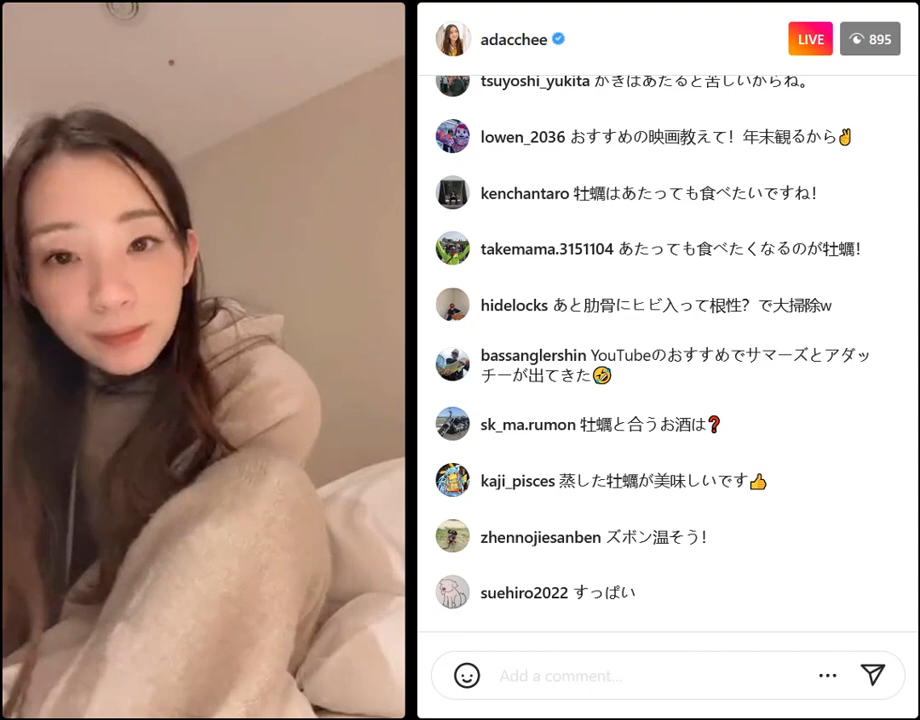 adacchee
LIVE
895
tsuyoshi_yukita かきはあたると苦しいからね。
lowen_2036 おすすめの映画教えて！年末観るから✌
kenchantaro 牡蠣はあたっても食べたいですね！
takemama.3151104 あたっても食べたくなるのが牡蠣！
hidelocks あと肋骨にヒビ入って根性？で大掃除w
bassanglershin YouTubeのおすすめでサマーズとアダッ
チーが出てきた🤣
sk_ma.rumon 牡蠣と合うお酒は❓
kaji_pisces 蒸した牡蠣が美味しいです👍
zhennojiesanben ズボン温そう！
suehiro2022 すっぱい
Add a comment...